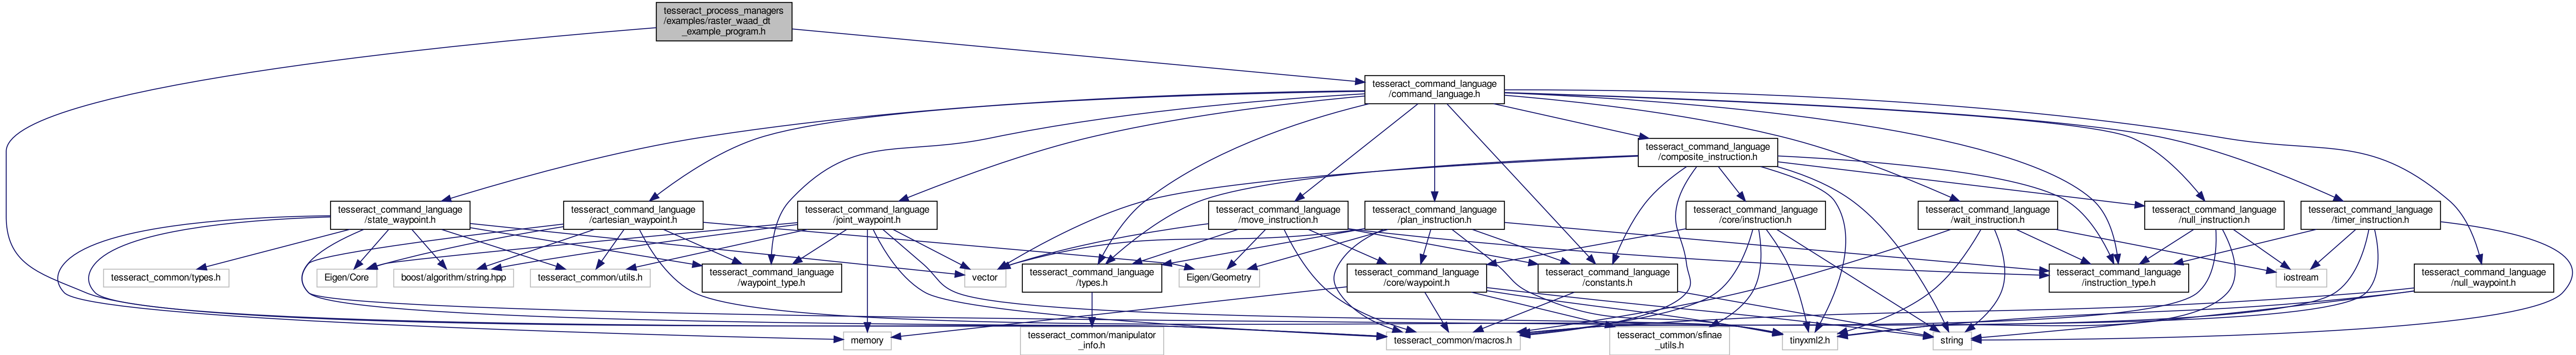 tesseract_process_managers
/examples/raster_waad_dt
_example_program.h
tesseract_command_language
/command_language.h
tesseract_command_language
/composite_instruction.h
tesseract_command_language
/state_waypoint.h
tesseract_command_language
/cartesian_waypoint.h
tesseract_command_language
/joint_waypoint.h
tesseract_command_language
/move_instruction.h
tesseract_command_language
/plan_instruction.h
tesseract_command_language
/core/instruction.h
tesseract_command_language
/wait_instruction.h
tesseract_command_language
/null_instruction.h
tesseract_command_language
/timer_instruction.h
tesseract_common/types.h
Eigen/Core
boost/algorithm/string.hpp
tesseract_common/utils.h
tesseract_command_language
/waypoint_type.h
vector
tesseract_command_language
/types.h
Eigen/Geometry
tesseract_command_language
/core/waypoint.h
tesseract_command_language
/constants.h
tesseract_command_language
/instruction_type.h
iostream
tesseract_command_language
/null_waypoint.h
memory
tesseract_common/manipulator
_info.h
tesseract_common/macros.h
tesseract_common/sfinae
_utils.h
tinyxml2.h
string